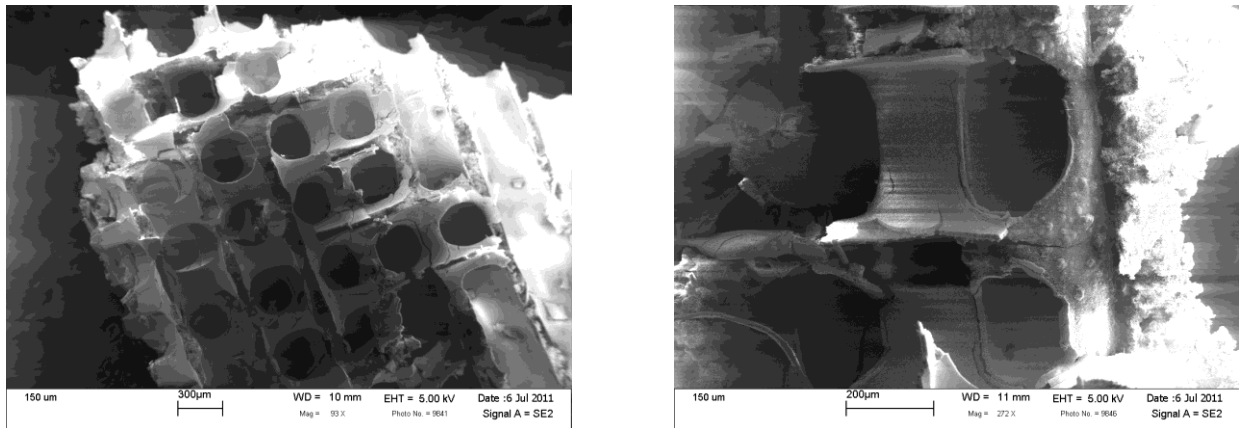 150 um 300µm WD = 10 mm EHT = 5.00 kV Date :6 Jul 2011
Mag = 93 X Photo No. = 9841 Signal A = SE2
150 um 200µm WD = 11 mm EHT = 5.00 kV Date :6 Jul 2011
Mag = 272 X Photo No. = 9846 Signal A = SE2